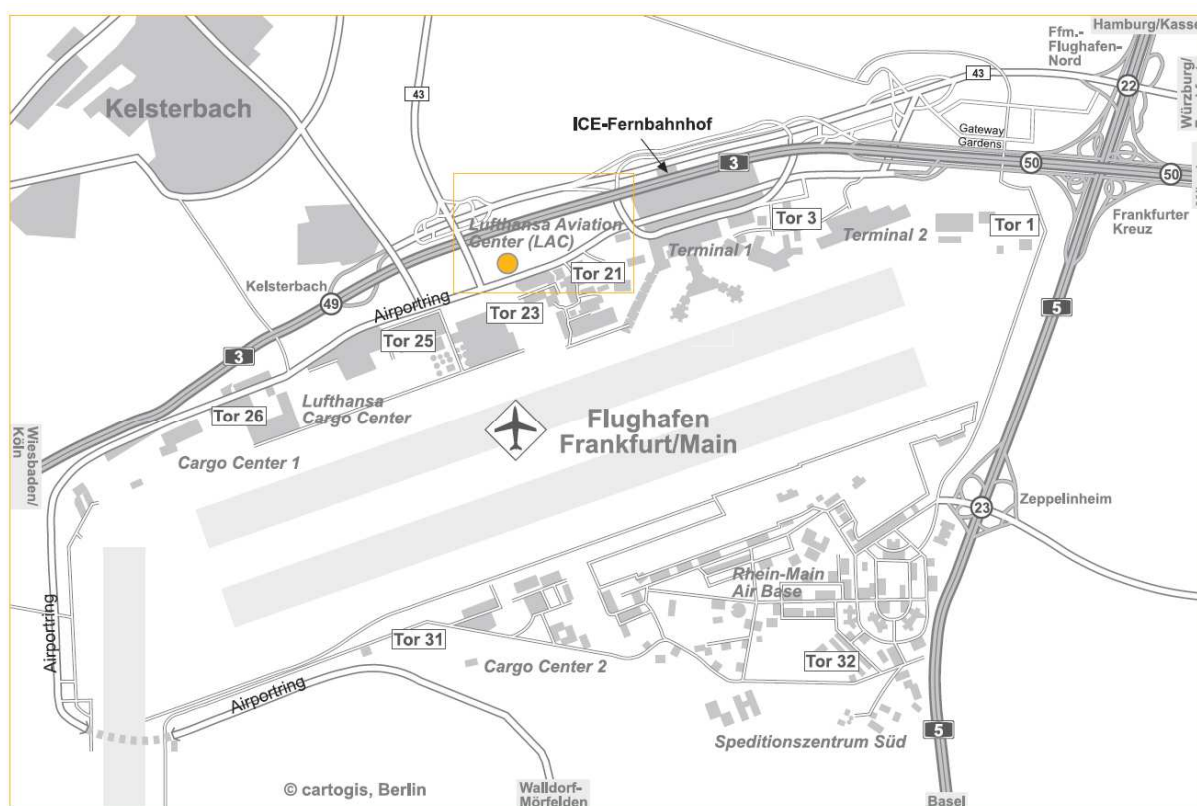 Hamburg/Kasse
Ffm.-
Flughafen-
Nord
43
22
Würzburg/
Kelsterbach
43
ICE-Fernbahnhof
3
Gateway
Gardens
50
50
Frankfurter
Kreuz
Lufthansa Aviation
Center (LAC)
Tor 3
Terminal 1
Terminal 2
Tor 1
Tor 21
Kelsterbach
49
Airportring
Tor 23
5
Tor 25
3
Lufthansa
Cargo Center
Tor 26
Flughafen
Frankfurt/Main
Wiesbaden/
Köln
Cargo Center 1
Zeppelinheim
23
Rhein-Main
Air Base
Airportring
Tor 31
Cargo Center 2
Tor 32
Airportring
5
Speditionszentrum Süd
© cartogis, Berlin
Walldorf-
Mörfelden
Basel